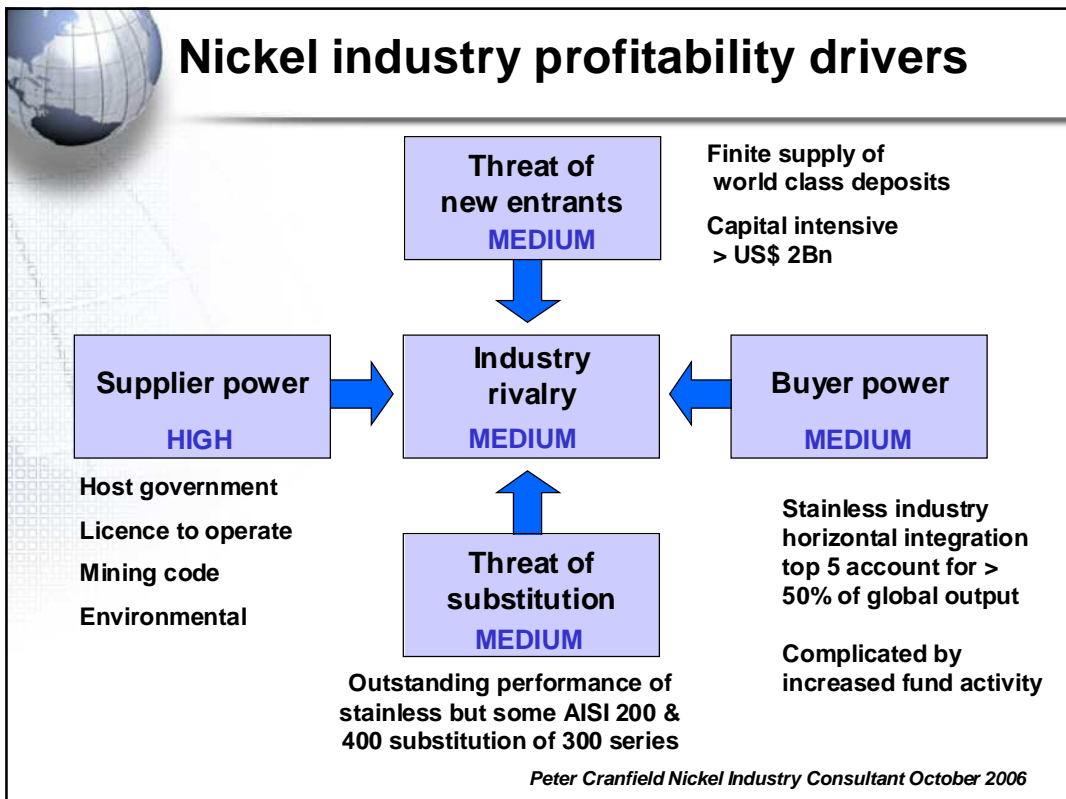 Nickel industry profitability drivers
Threat of
new entrants
MEDIUM
Finite supply of
world class deposits
Capital intensive
> US$ 2Bn
Supplier power
HIGH
Industry
rivalry
MEDIUM
Buyer power
MEDIUM
Host government
Licence to operate
Mining code
Environmental
Threat of
substitution
MEDIUM
Stainless industry
horizontal integration
top 5 account for >
50% of global output
Complicated by
increased fund activity
Outstanding performance of
stainless but some AISI 200 &
400 substitution of 300 series
Peter Cranfield Nickel Industry Consultant October 2006